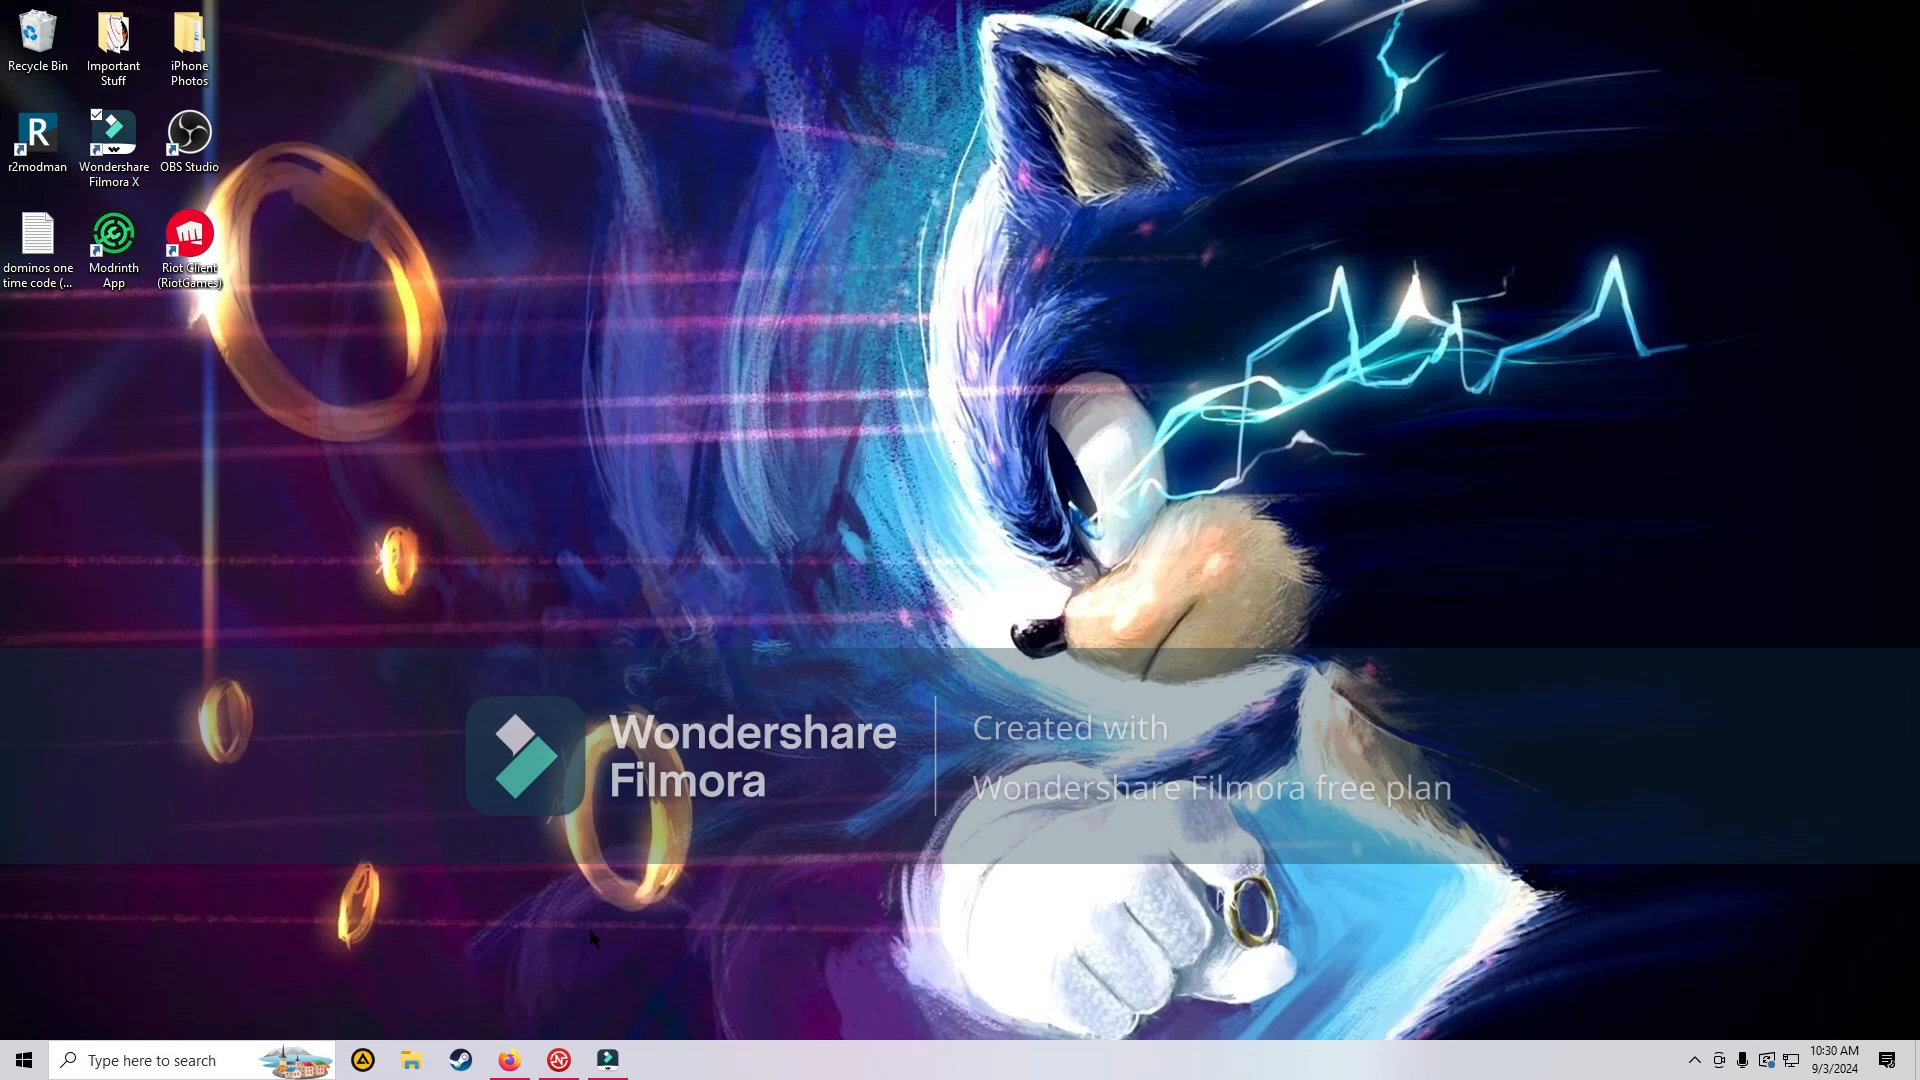 Recycle Bin
Important
Stuff
iPhone
Photos
R
r2modman
Wondershare
Filmora X
OBS Studio
dominos one
time code (...
Modrinth
App
Riot Client
(RiotGames)
Wondershare
Filmora
Created with
Wondershare Filmora free plan
Type here to search
10:30 AM
9/3/2024